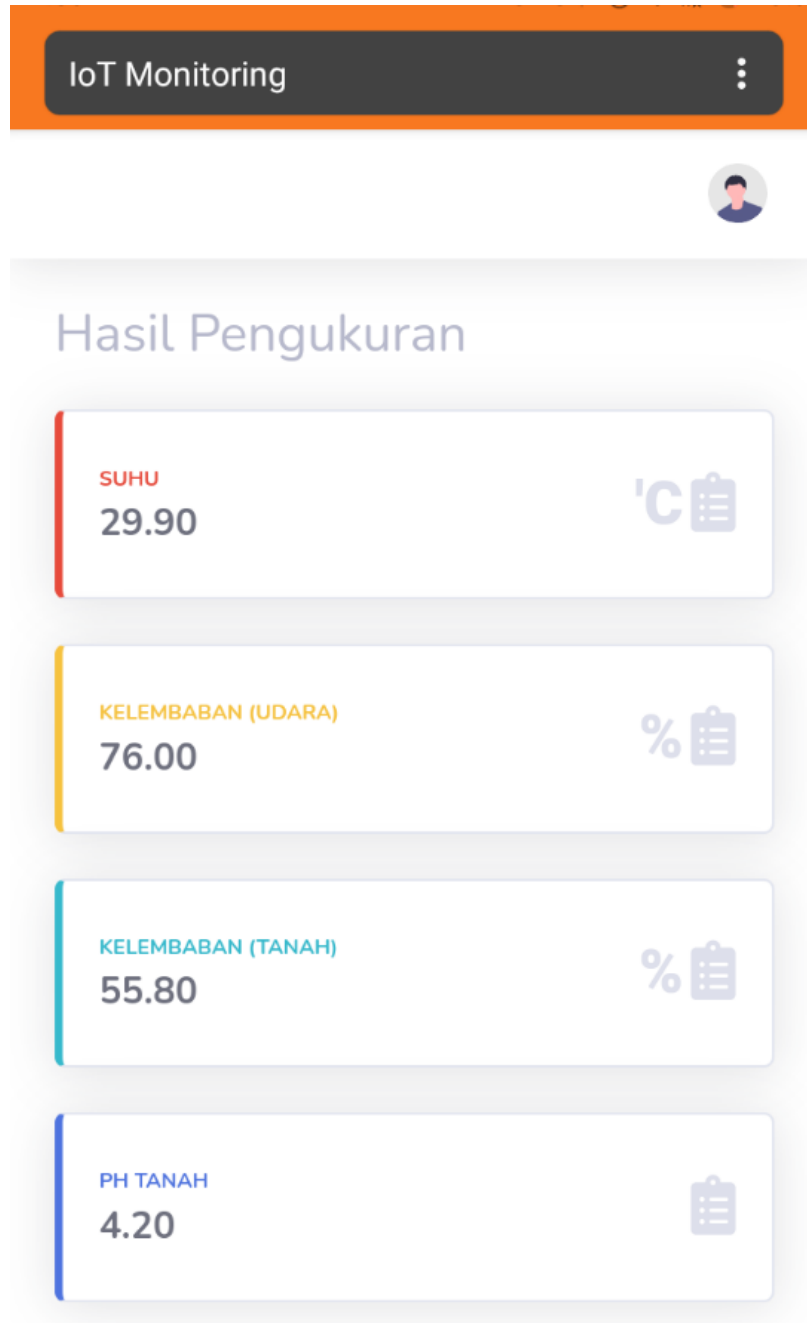 IoT Monitoring
Hasil Pengukuran
SUHU
29.90
'C
KELEMBABAN (UDARA)
76.00
%
KELEMBABAN (TANAH)
55.80
%
PH TANAH
4.20